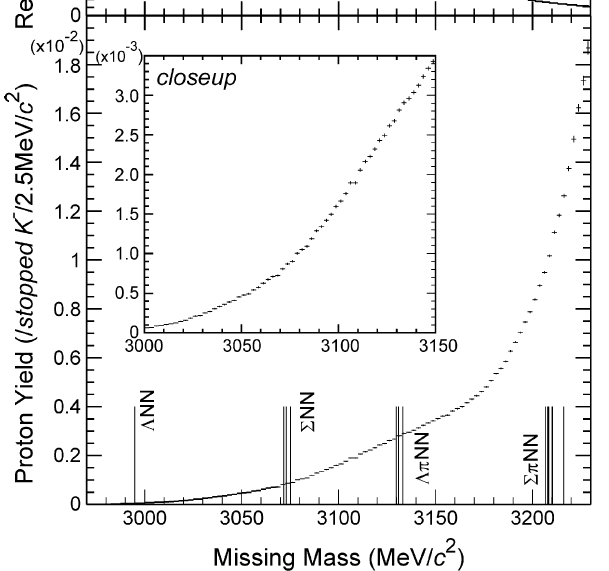 Re
0
(x10⁻²)
1.8
1.6
1.4
1.2
1
0.8
0.6
0.4
0.2
0
Proton Yield (/stopped K⁻/2.5MeV/c²)
(x10⁻³)
closeup
3.0
2.5
2.0
1.5
1.0
0.5
0
3000 3050 3100 3150
ΛNN
ΣNN
ΛπNN
ΣπNN
3000 3050 3100 3150 3200
Missing Mass (MeV/c²)